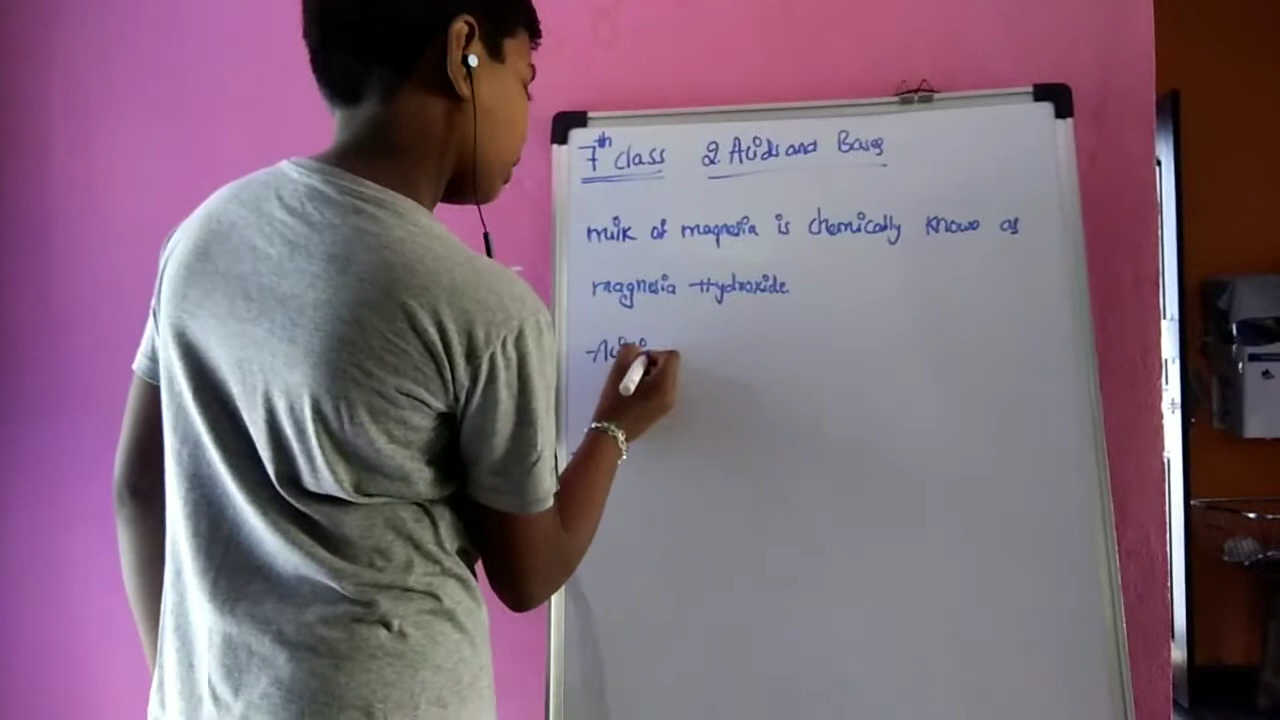 7th class 2. Acids and Bases
milk of magnesia is chemically known as
magnesia Hydroxide